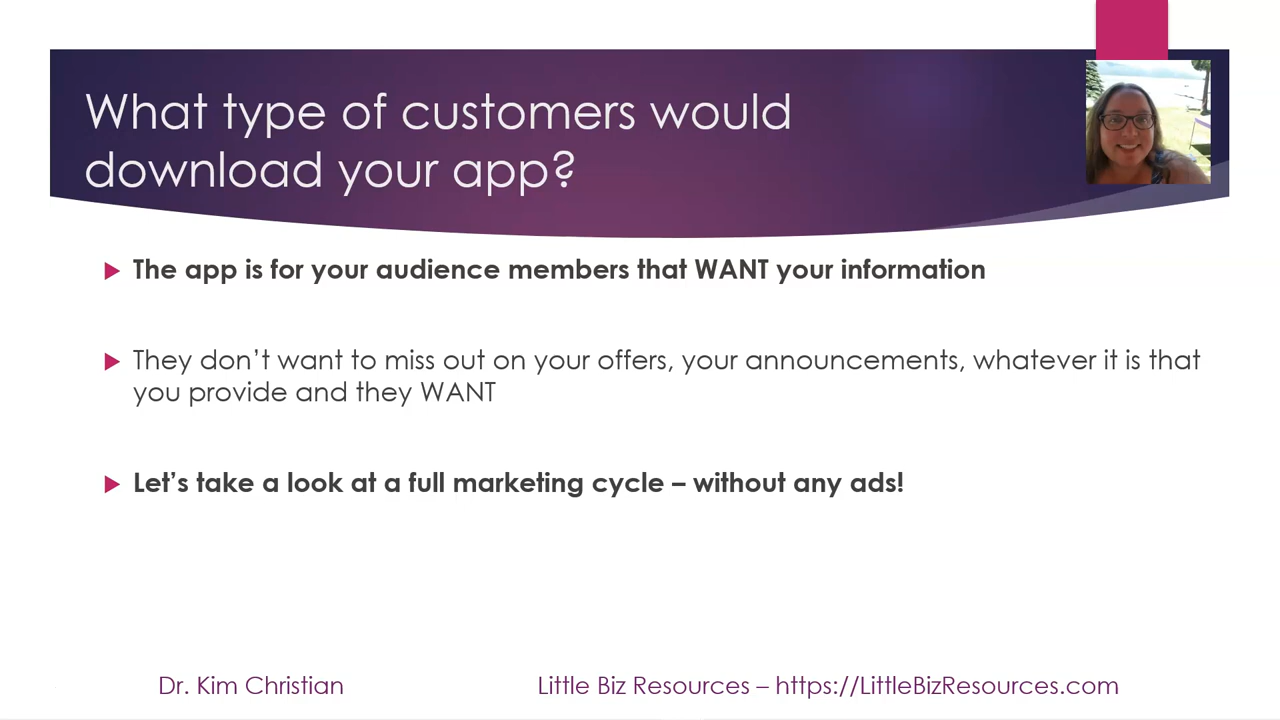 What type of customers would
download your app?
The app is for your audience members that WANT your information
They don’t want to miss out on your offers, your announcements, whatever it is that
you provide and they WANT
Let’s take a look at a full marketing cycle – without any ads!
Dr. Kim Christian
Little Biz Resources – https://LittleBizResources.com